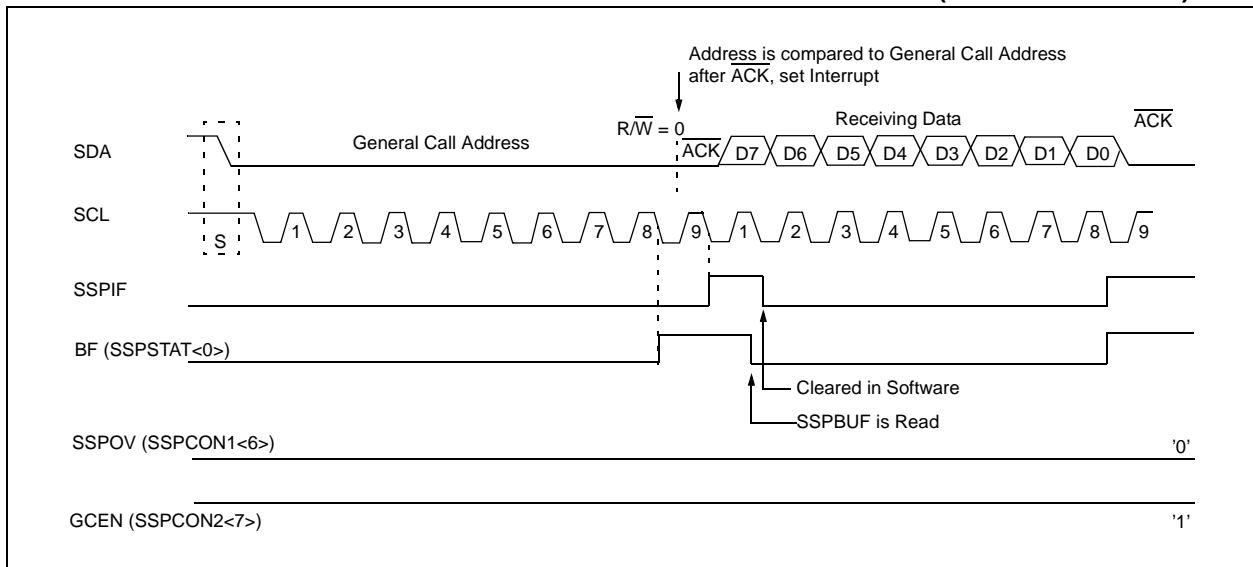 Address is compared to General Call Address
after ACK, set Interrupt
R/W = 0
Receiving Data
ACK
SDA
General Call Address
ACK
D7 D6 D5 D4 D3 D2 D1 D0
SCL
S
1 2 3 4 5 6 7 8 9 1 2 3 4 5 6 7 8 9
SSPIF
BF (SSPSTAT<0>)
Cleared in Software
SSPBUF is Read
SSPOV (SSPCON1<6>)
'0'
GCEN (SSPCON2<7>)
'1'